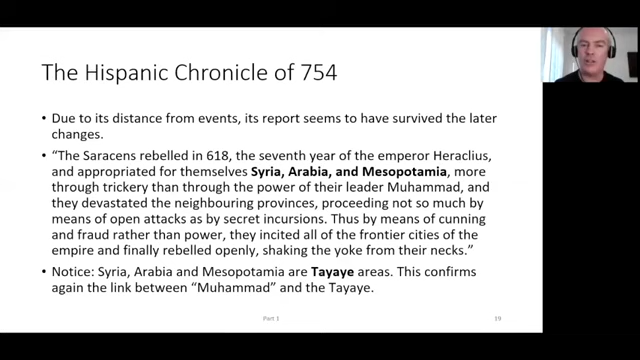 The Hispanic Chronicle of 754
• Due to its distance from events, its report seems to have survived the later
changes.
• “The Saracens rebelled in 618, the seventh year of the emperor Heraclius,
and appropriated for themselves Syria, Arabia, and Mesopotamia, more
through trickery than through the power of their leader Muhammad, and
they devastated the neighbouring provinces, proceeding not so much by
means of open attacks as by secret incursions. Thus by means of cunning
and fraud rather than power, they incited all of the frontier cities of the
empire and finally rebelled openly, shaking the yoke from their necks.”
• Notice: Syria, Arabia and Mesopotamia are Tayaye areas. This confirms
again the link between “Muhammad” and the Tayaye.
Part 1
19